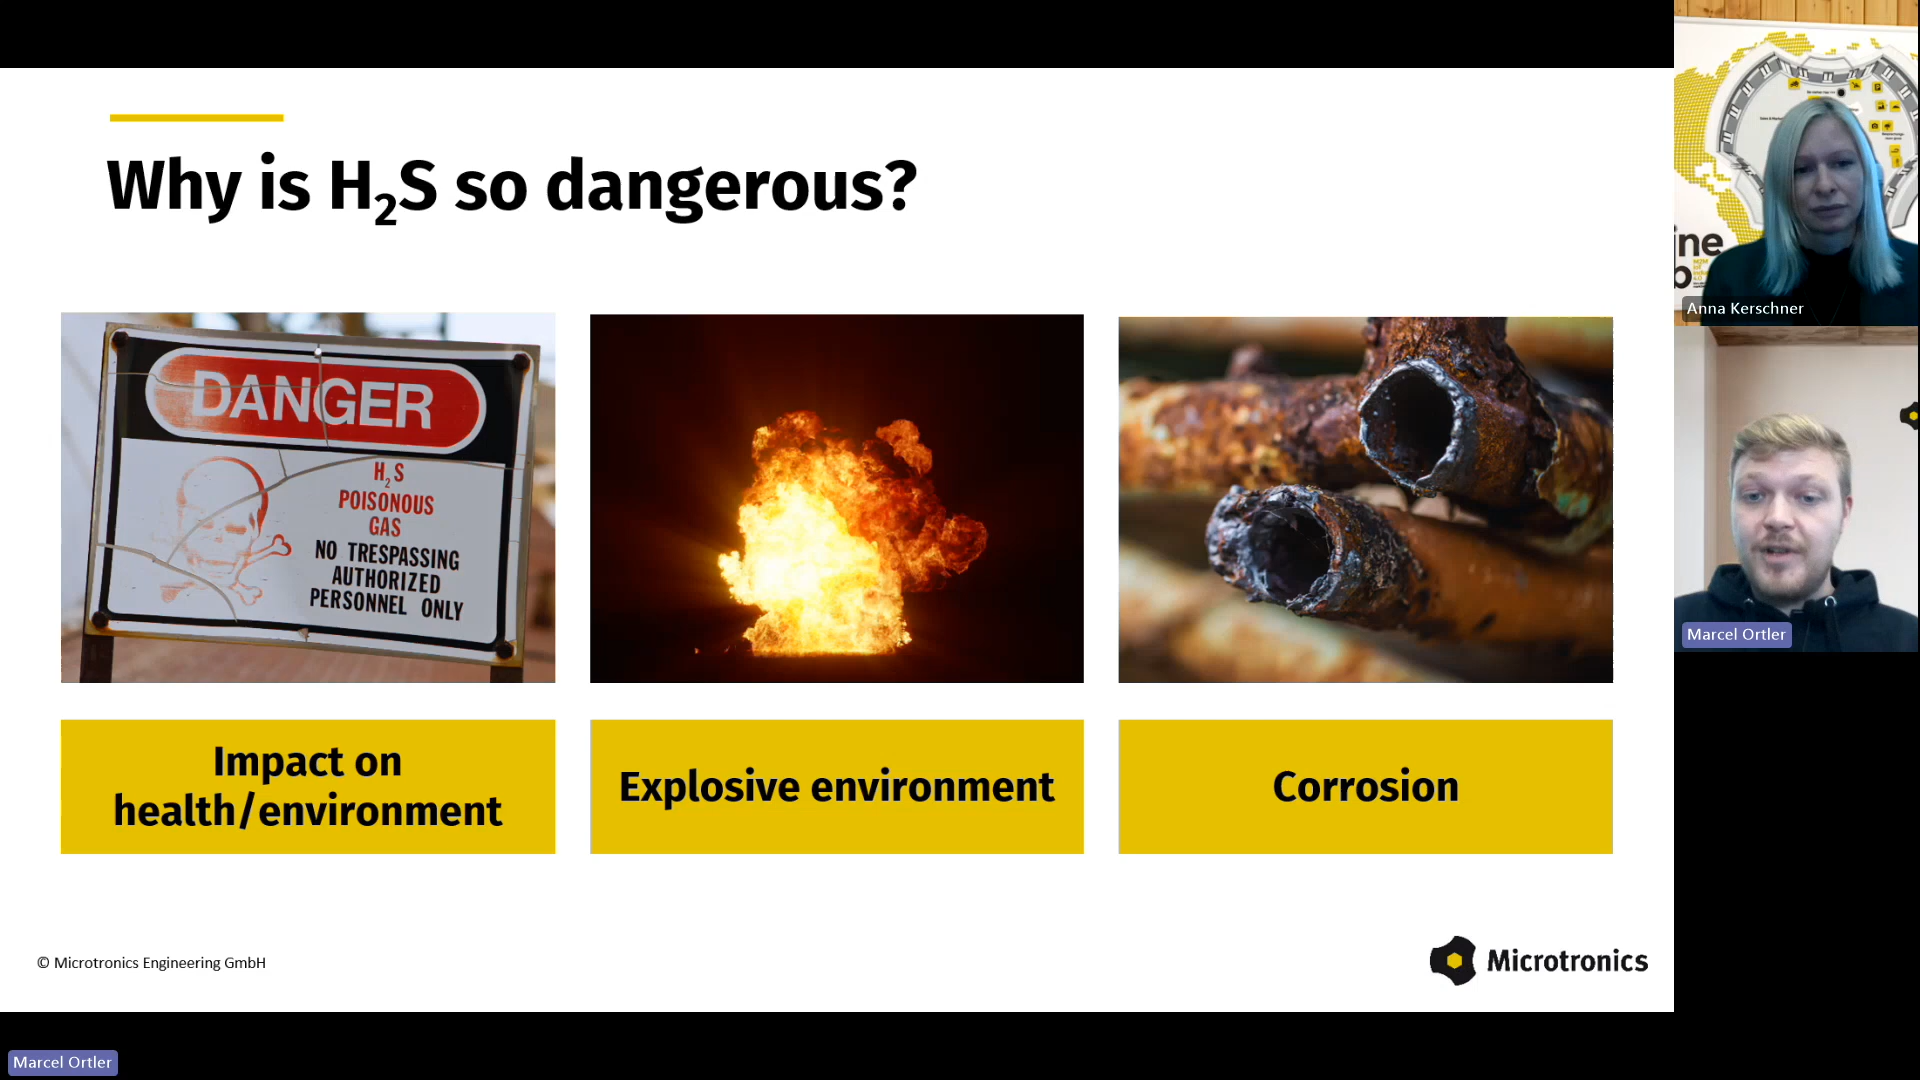 Why is H₂S so dangerous?
DANGER
H₂S
POISONOUS
GAS
NO TRESPASSING
AUTHORIZED
PERSONNEL ONLY
Impact on
health/environment
Explosive environment
Corrosion
© Microtronics Engineering GmbH
Microtronics
Marcel Ortler
ine
Anna Kerschner
Marcel Ortler